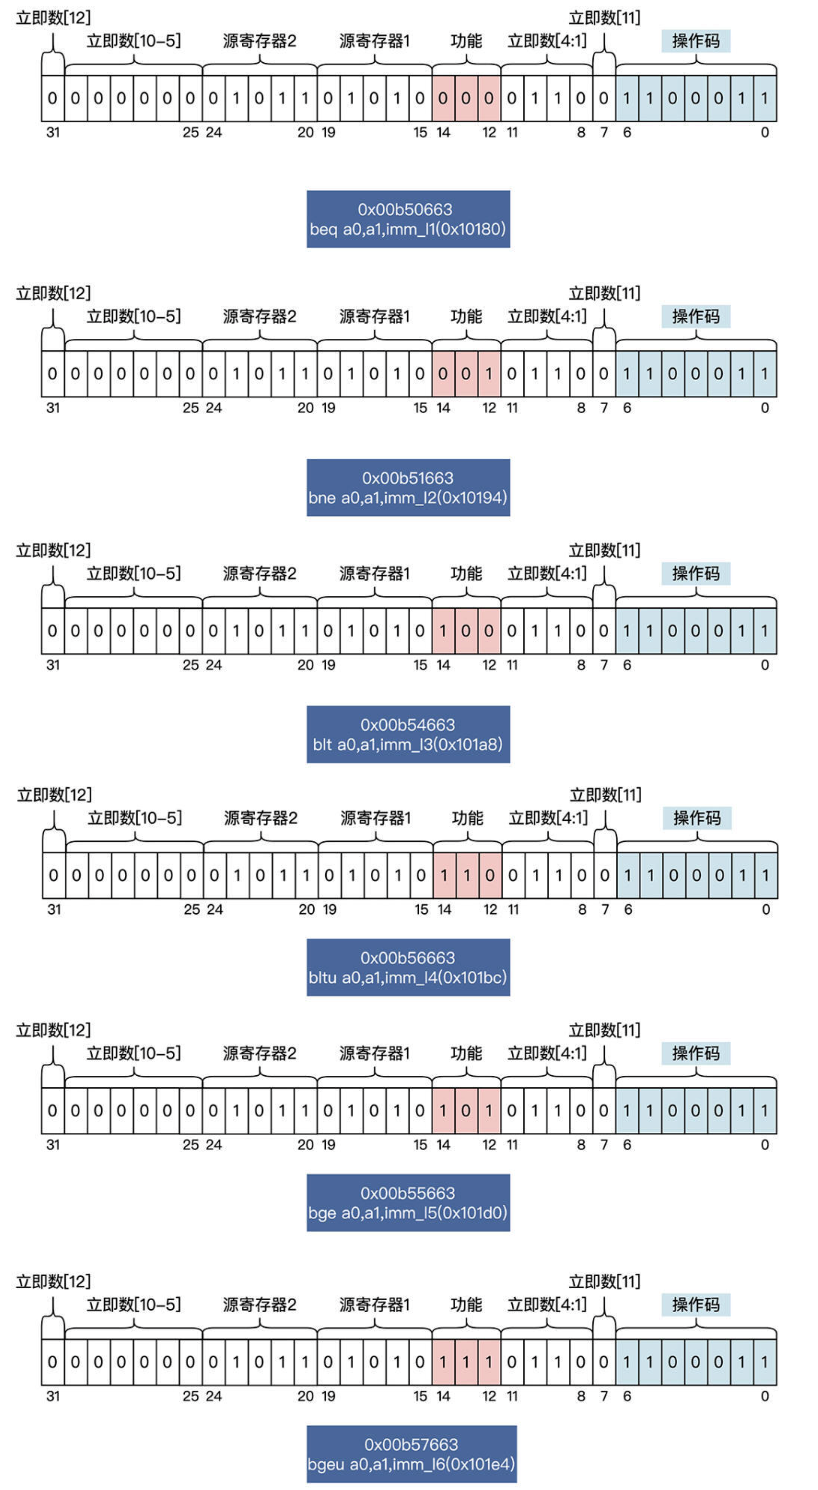 立即数[12] 立即数[11]
立即数[10-5] 源寄存器2 源寄存器1 功能 立即数[4:1] 操作码
0 0 0 0 0 0 0 0 1 0 1 1 0 1 0 1 0 0 0 0 0 1 1 0 0 1 1 0 0 0 1 1
31 25 24 20 19 15 14 12 11 8 7 6 0
0x00b50663
beq a0,a1,imm_l1(0x10180)
立即数[12] 立即数[11]
立即数[10-5] 源寄存器2 源寄存器1 功能 立即数[4:1] 操作码
0 0 0 0 0 0 0 0 1 0 1 1 0 1 0 1 0 0 0 1 0 1 1 0 0 1 1 0 0 0 1 1
31 25 24 20 19 15 14 12 11 8 7 6 0
0x00b51663
bne a0,a1,imm_l2(0x10194)
立即数[12] 立即数[11]
立即数[10-5] 源寄存器2 源寄存器1 功能 立即数[4:1] 操作码
0 0 0 0 0 0 0 0 1 0 1 1 0 1 0 1 0 1 0 0 0 1 1 0 0 1 1 0 0 0 1 1
31 25 24 20 19 15 14 12 11 8 7 6 0
0x00b54663
blt a0,a1,imm_l3(0x101a8)
立即数[12] 立即数[11]
立即数[10-5] 源寄存器2 源寄存器1 功能 立即数[4:1] 操作码
0 0 0 0 0 0 0 0 1 0 1 1 0 1 0 1 0 1 1 0 0 1 1 0 0 1 1 0 0 0 1 1
31 25 24 20 19 15 14 12 11 8 7 6 0
0x00b56663
bltu a0,a1,imm_l4(0x101bc)
立即数[12] 立即数[11]
立即数[10-5] 源寄存器2 源寄存器1 功能 立即数[4:1] 操作码
0 0 0 0 0 0 0 0 1 0 1 1 0 1 0 1 0 1 0 1 0 1 1 0 0 1 1 0 0 0 1 1
31 25 24 20 19 15 14 12 11 8 7 6 0
0x00b55663
bge a0,a1,imm_l5(0x101d0)
立即数[12] 立即数[11]
立即数[10-5] 源寄存器2 源寄存器1 功能 立即数[4:1] 操作码
0 0 0 0 0 0 0 0 1 0 1 1 0 1 0 1 0 1 1 1 0 1 1 0 0 1 1 0 0 0 1 1
31 25 24 20 19 15 14 12 11 8 7 6 0
0x00b57663
bgeu a0,a1,imm_l6(0x101e4)